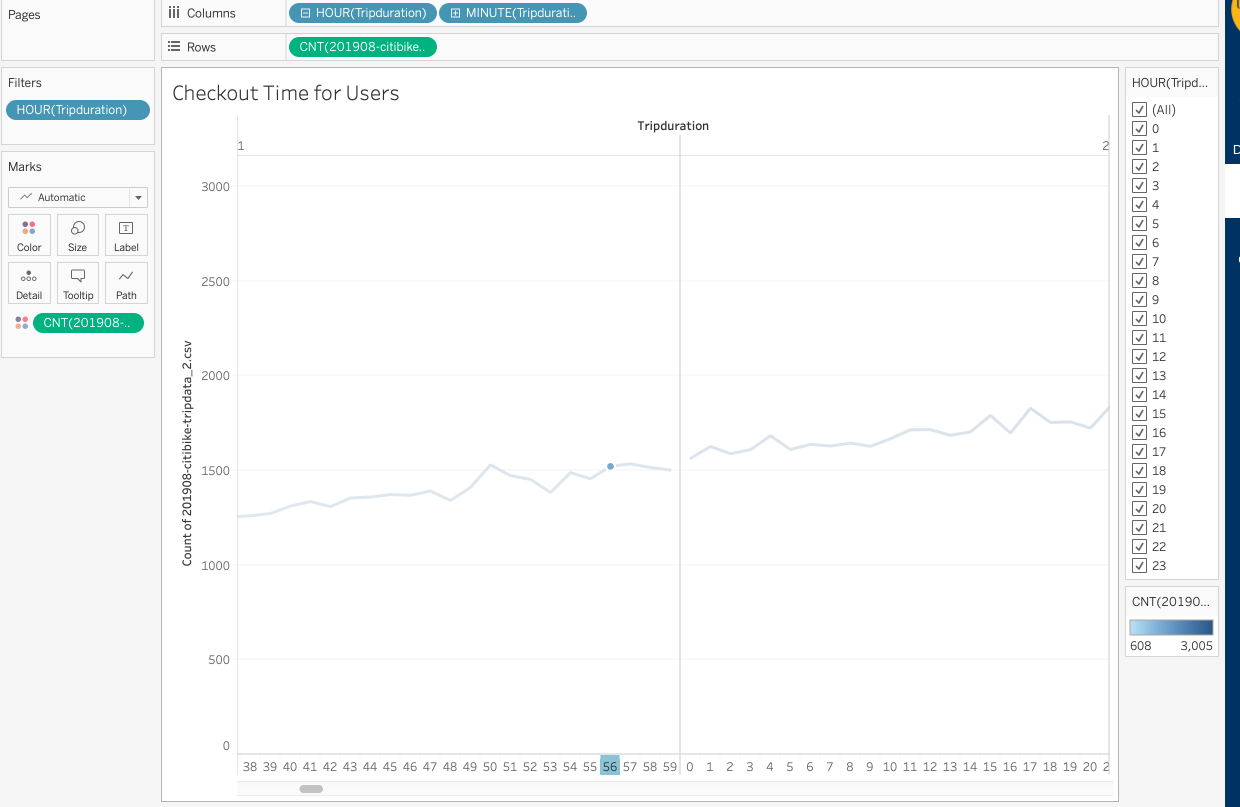 Pages
Columns
HOUR(Tripduration)
MINUTE(Tripdurati..
Rows
CNT(201908-citibike..
Filters
HOUR(Tripduration)
Marks
Automatic
Color
Size
Label
Detail
Tooltip
Path
CNT(201908-..
Checkout Time for Users
Tripduration
1
2
3000
2500
2000
1500
1000
500
0
Count of 201908-citibike-tripdata_2.csv
38 39 40 41 42 43 44 45 46 47 48 49 50 51 52 53 54 55 56 57 58 59 0 1 2 3 4 5 6 7 8 9 10 11 12 13 14 15 16 17 18 19 20 2
HOUR(Tripd...
(All)
0
1
2
3
4
5
6
7
8
9
10
11
12
13
14
15
16
17
18
19
20
21
22
23
CNT(20190...
608 3,005
D